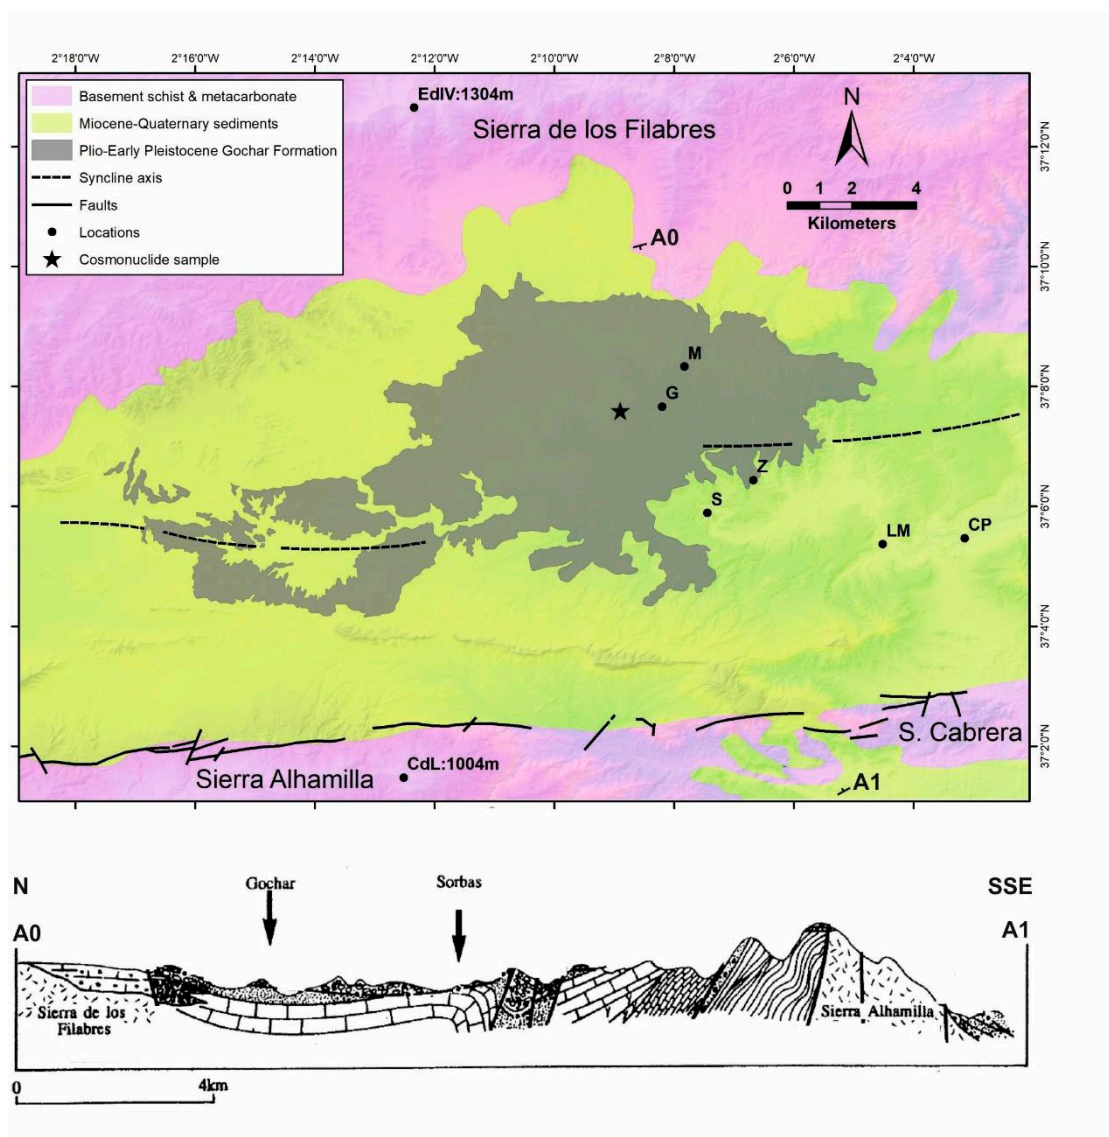 2°18'0"W 2°16'0"W 2°14'0"W 2°12'0"W 2°10'0"W 2°8'0"W 2°6'0"W 2°4'0"W
Basement schist & metacarbonate
Miocene-Quaternary sediments
Plio-Early Pleistocene Gochar Formation
Syncline axis
Faults
Locations
Cosmonuclide sample
EdlV:1304m
Sierra de los Filabres
N
0 1 2 4
Kilometers
37°12'0"N
A0
37°10'0"N
M
37°8'0"N
G
Z
S
37°6'0"N
LM
CP
37°4'0"N
S. Cabrera
37°2'0"N
Sierra Alhamilla
CdL:1004m
A1
N
Gochar
Sorbas
SSE
A0
A1
Sierra de los
Filabres
Sierra Alhamilla
0 4km